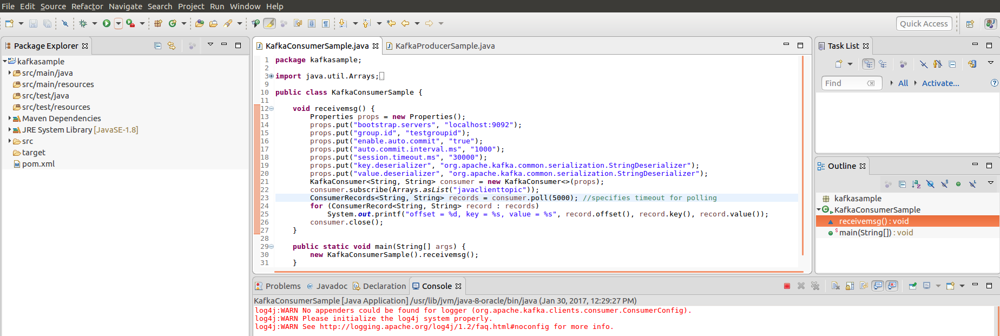 File Edit Source Refactor Navigate Search Project Run Window Help
Quick Access
Package Explorer
kafkasample
src/main/java
src/main/resources
src/test/java
src/test/resources
Maven Dependencies
JRE System Library [JavaSE-1.8]
src
target
pom.xml
KafkaConsumerSample.java KafkaProducerSample.java
1 package kafkasample;
2
3 import java.util.Arrays;
9
10 public class KafkaConsumerSample {
11
12 void receivemsg() {
13 Properties props = new Properties();
14 props.put("bootstrap.servers", "localhost:9092");
15 props.put("group.id", "testgroupid");
16 props.put("enable.auto.commit", "true");
17 props.put("auto.commit.interval.ms", "1000");
18 props.put("session.timeout.ms", "30000");
19 props.put("key.deserializer", "org.apache.kafka.common.serialization.StringDeserializer");
20 props.put("value.deserializer", "org.apache.kafka.common.serialization.StringDeserializer");
21 KafkaConsumer<String, String> consumer = new KafkaConsumer<>(props);
22 consumer.subscribe(Arrays.asList("javaclienttopic"));
23 ConsumerRecords<String, String> records = consumer.poll(5000); //specifies timeout for polling
24 for (ConsumerRecord<String, String> record : records)
25 System.out.printf("offset = %d, key = %s, value = %s", record.offset(), record.key(), record.value());
26 consumer.close();
27 }
28
29 public static void main(String[] args) {
30 new KafkaConsumerSample().receivemsg();
31 }
Task List
Find All Activate...
Outline
kafkasample
KafkaConsumerSample
receivemsg() : void
main(String[]) : void
Problems Javadoc Declaration Console
KafkaConsumerSample [Java Application] /usr/lib/jvm/java-8-oracle/bin/java (Jan 30, 2017, 12:29:27 PM)
log4j:WARN No appenders could be found for logger (org.apache.kafka.clients.consumer.ConsumerConfig).
log4j:WARN Please initialize the log4j system properly.
log4j:WARN See http://logging.apache.org/log4j/1.2/faq.html#noconfig for more info.